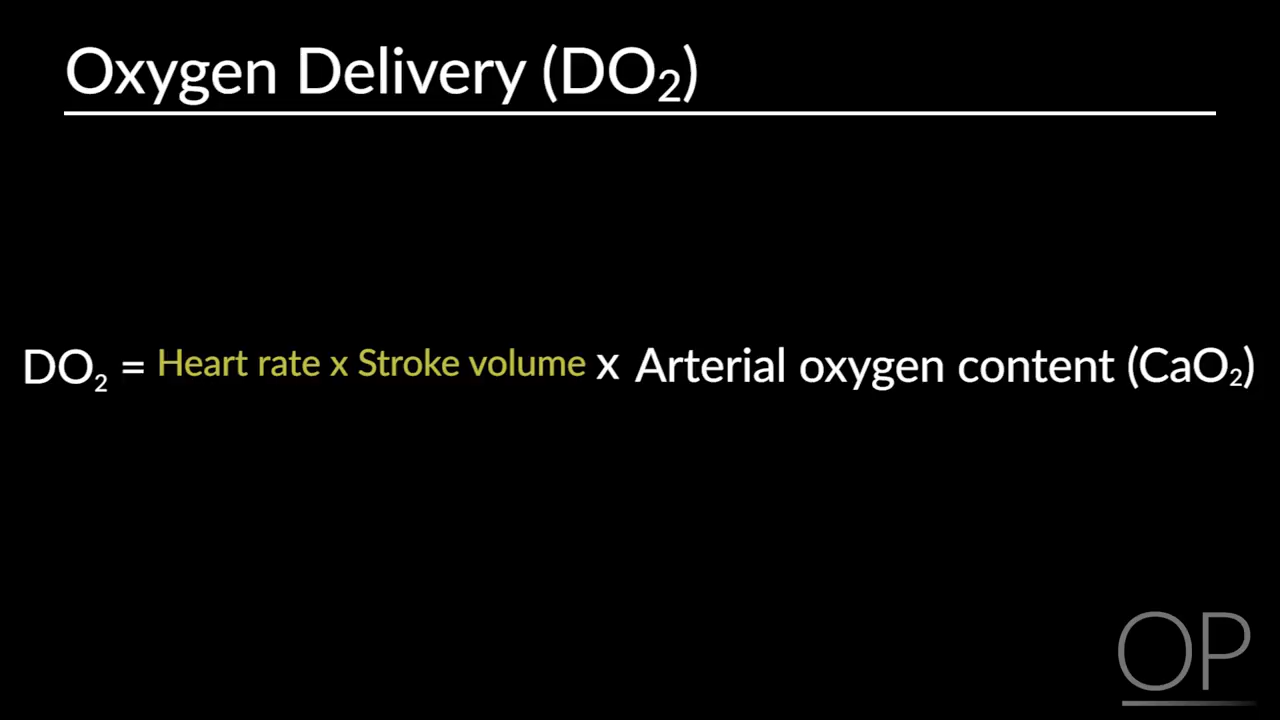 Oxygen Delivery (DO₂)
DO₂ = Heart rate x Stroke volume x Arterial oxygen content (CaO₂)
OP